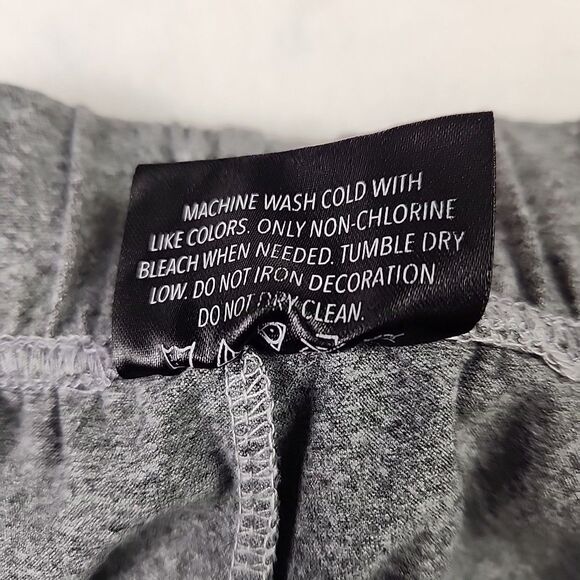 MACHINE WASH COLD WITH
LIKE COLORS. ONLY NON-CHLORINE
BLEACH WHEN NEEDED. TUMBLE DRY
LOW. DO NOT IRON DECORATION
DO NOT DRY CLEAN.